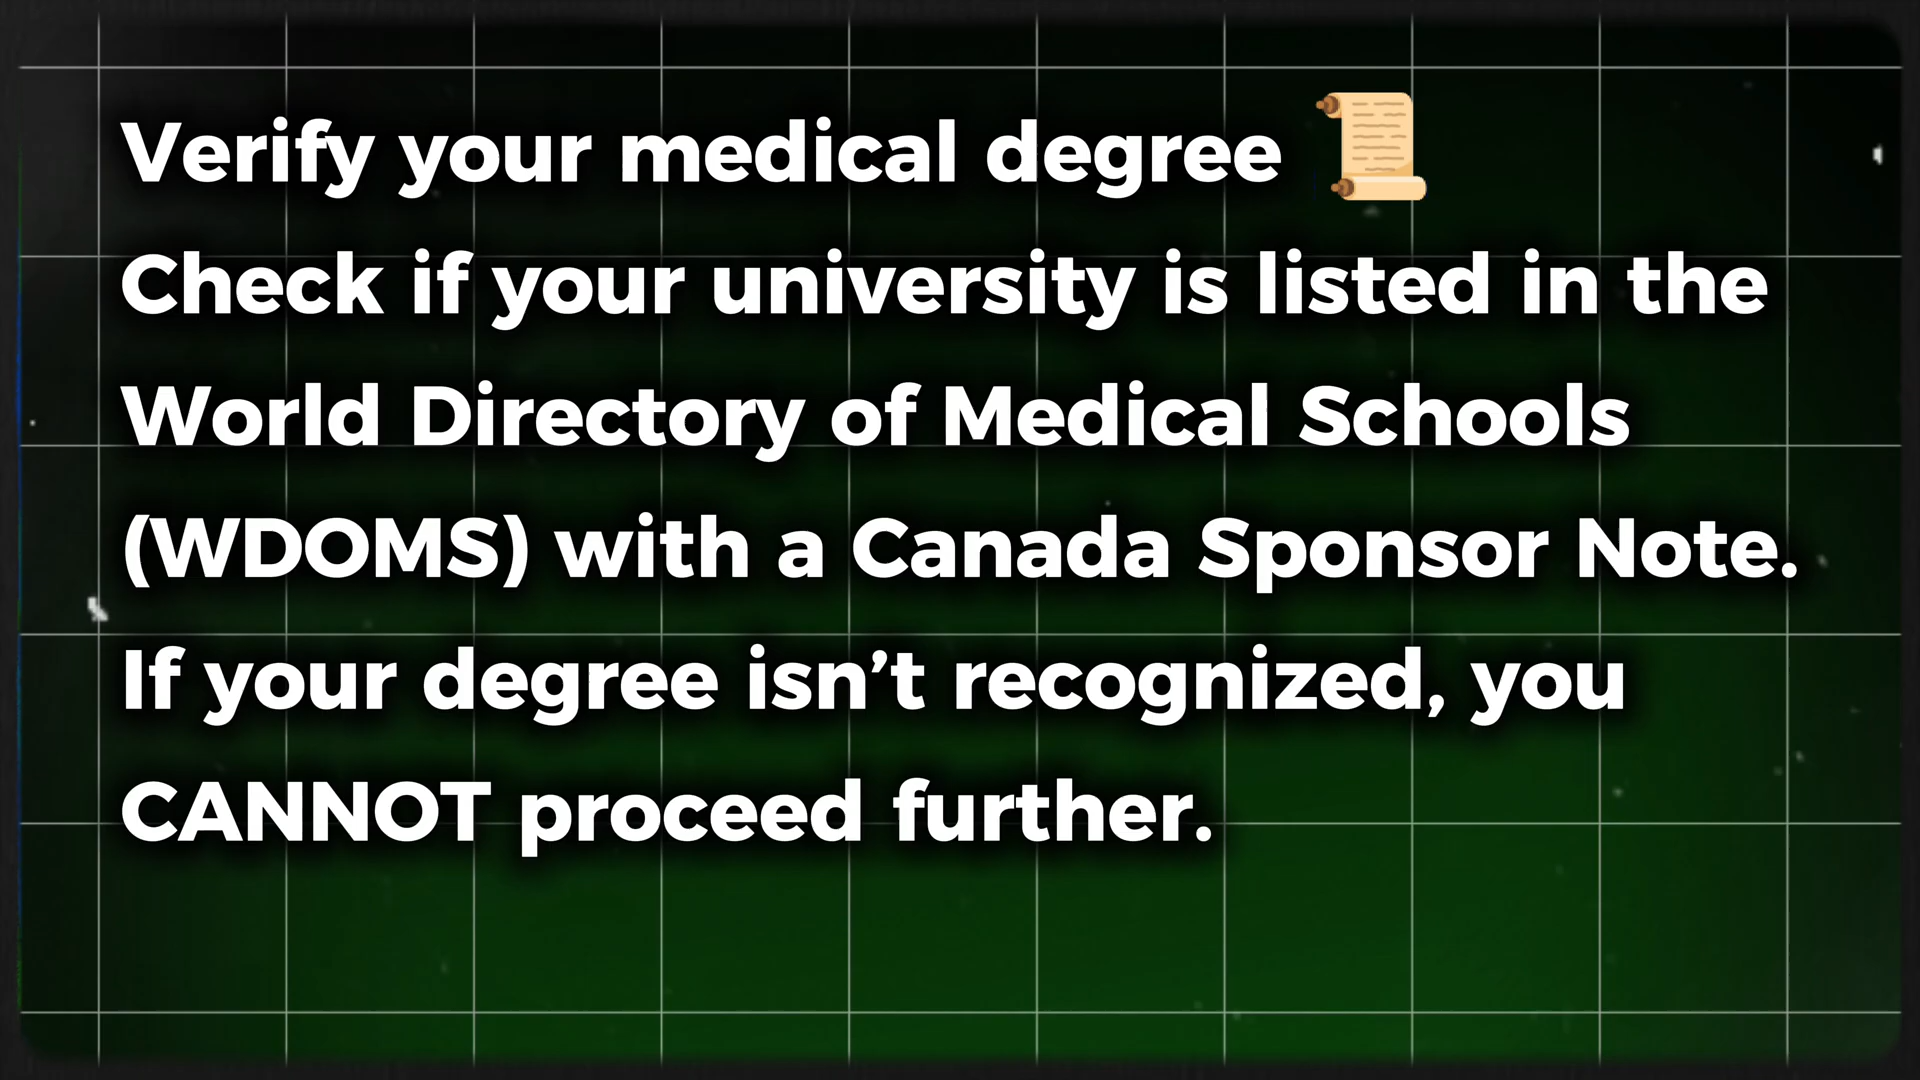 Verify your medical degree 📜
Check if your university is listed in the
World Directory of Medical Schools
(WDOMS) with a Canada Sponsor Note.
If your degree isn’t recognized, you
CANNOT proceed further.